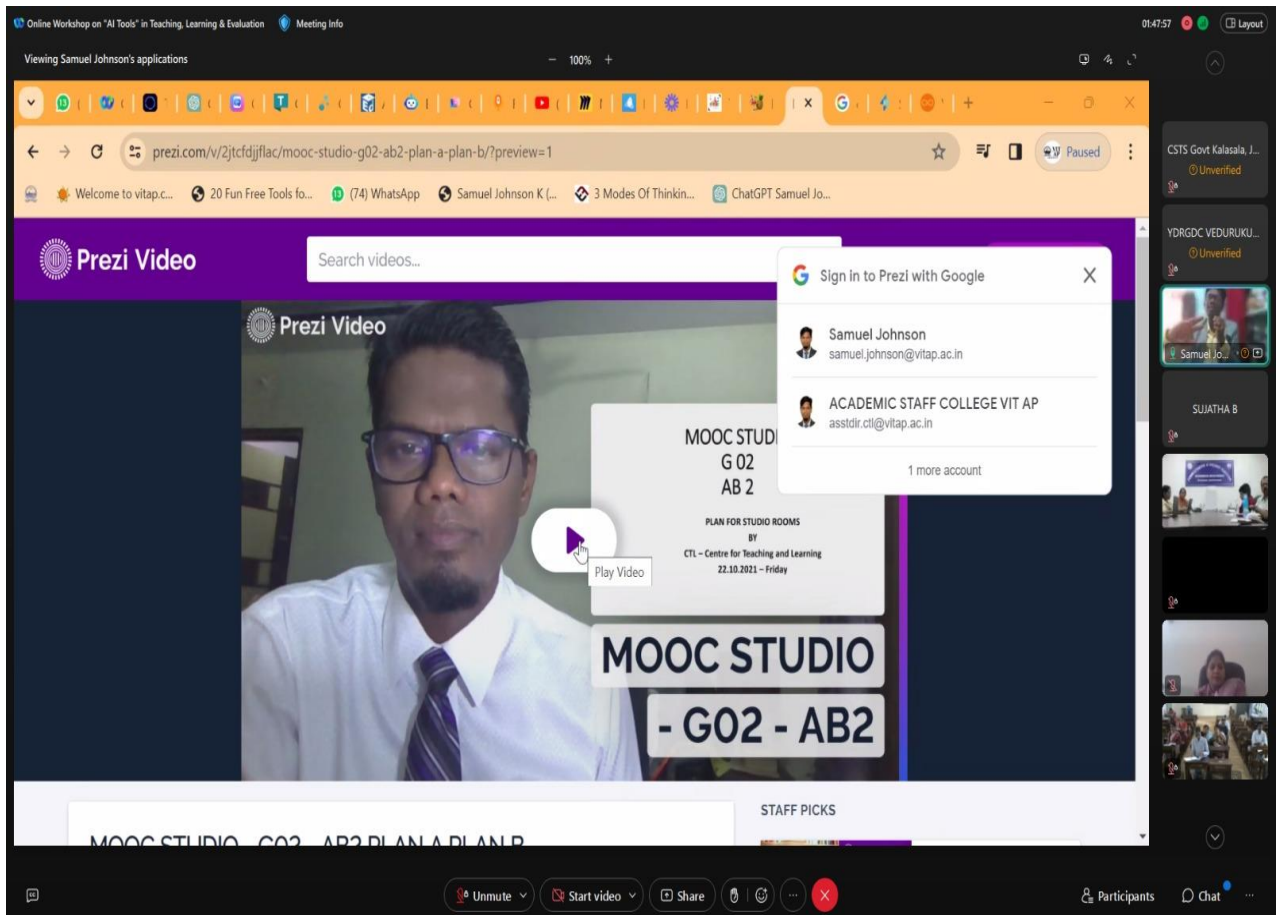 Online Workshop on "AI Tools" in Teaching, Learning & Evaluation Meeting Info
01:47:57 Layout
Viewing Samuel Johnson's applications
100%
prezi.com/v/2jtcfdjjflac/mooc-studio-g02-ab2-plan-a-plan-b/?preview=1
Paused
Welcome to vitap.c...
20 Fun Free Tools fo...
(74) WhatsApp
Samuel Johnson K (...
3 Modes Of Thinkin...
ChatGPT Samuel Jo...
Prezi Video
Search videos...
Sign in to Prezi with Google
Samuel Johnson
samuel.johnson@vitap.ac.in
ACADEMIC STAFF COLLEGE VIT AP
asstdir.ctl@vitap.ac.in
1 more account
Prezi Video
MOOC STUDI
G 02
AB 2
PLAN FOR STUDIO ROOMS
BY
CTL – Centre for Teaching and Learning
22.10.2021 – Friday
Play Video
MOOC STUDIO
- G02 - AB2
STAFF PICKS
MOOC STUDIO - G02 - AB2 PLAN A PLAN B
CSTS Govt Kalasala, J...
Unverified
YDRGDC VEDURUKU...
Unverified
Samuel Jo...
SUJATHA B
Unmute
Start video
Share
Participants
Chat